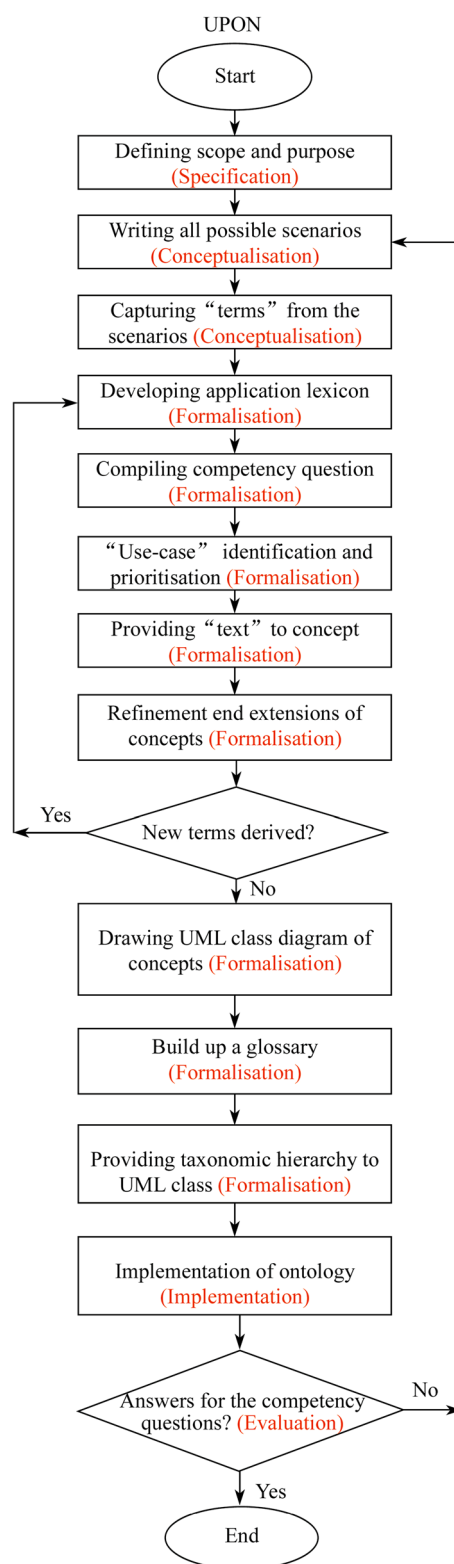 UPON
Start
Defining scope and purpose
(Specification)
Writing all possible scenarios
(Conceptualisation)
Capturing “terms” from the
scenarios (Conceptualisation)
Developing application lexicon
(Formalisation)
Compiling competency question
(Formalisation)
“Use-case” identification and
prioritisation (Formalisation)
Providing “text” to concept
(Formalisation)
Refinement end extensions of
concepts (Formalisation)
Yes
New terms derived?
No
Drawing UML class diagram of
concepts (Formalisation)
Build up a glossary
(Formalisation)
Providing taxonomic hierarchy to
UML class (Formalisation)
Implementation of ontology
(Implementation)
Answers for the competency
questions? (Evaluation)
No
Yes
End